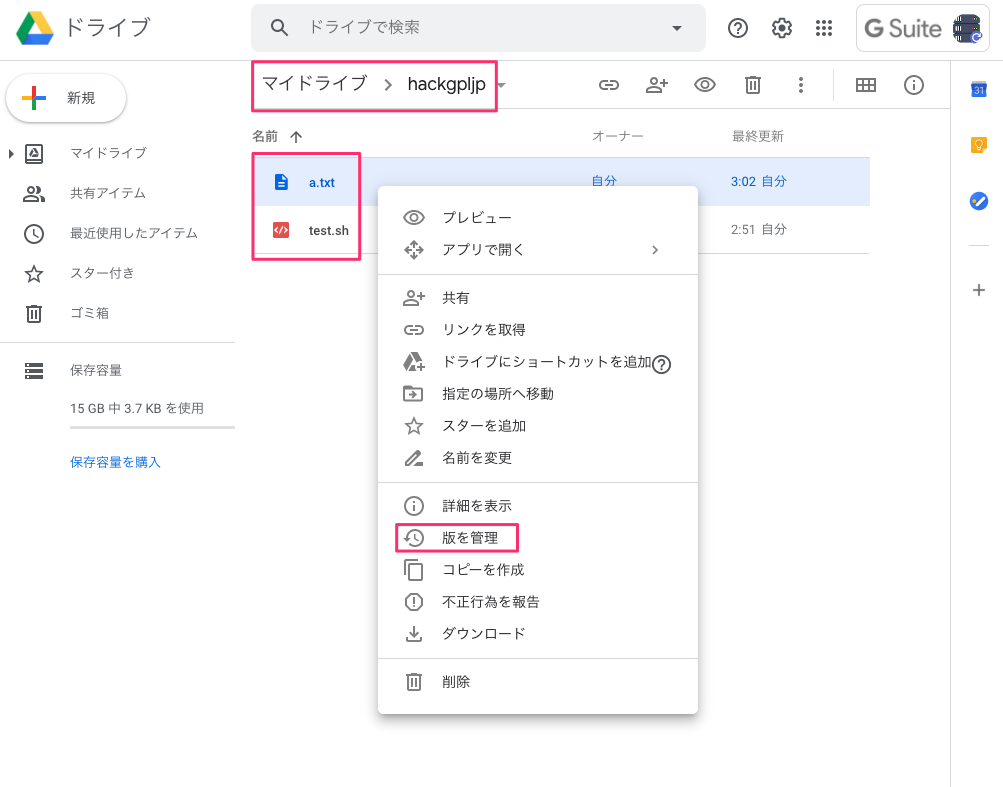 ドライブ
ドライブで検索
G Suite
新規
マイドライブ
共有アイテム
最近使用したアイテム
スター付き
ゴミ箱
保存容量
15 GB 中 3.7 KB を使用
保存容量を購入
マイドライブ > hackgpljp
名前 オーナー 最終更新
a.txt 自分 3:02 自分
test.sh 2:51 自分
プレビュー
アプリで開く
共有
リンクを取得
ドライブにショートカットを追加
指定の場所へ移動
スターを追加
名前を変更
詳細を表示
版を管理
コピーを作成
不正行為を報告
ダウンロード
削除
31